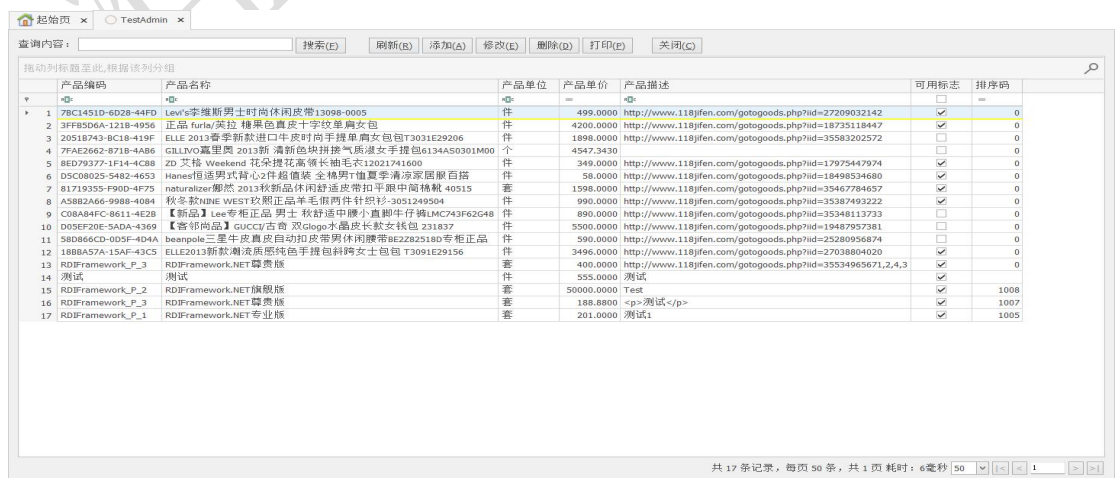 起始页 × TestAdmin ×
查询内容： 搜索(F) 刷新(R) 添加(A) 修改(E) 删除(D) 打印(P) 关闭(C)
拖动列标题至此,根据该列分组
产品编码 产品名称 产品单位 产品单价 产品描述 可用标志 排序码
1 78C1451D-6D28-44FD Levi's李维斯男士时尚休闲皮带13098-0005 件 499.0000 http://www.118jifen.com/gotogoods.php?iid=27209032142 0
2 3FFB5D6A-121B-4956 正品 furla/芙拉 糖果色真皮十字纹单肩女包 件 4200.0000 http://www.118jifen.com/gotogoods.php?iid=18735118447 0
3 20518743-BC18-419F ELLE 2013春季新款进口牛皮时尚手提单肩女包包T3031E29206 件 1898.0000 http://www.118jifen.com/gotogoods.php?iid=35583202572 0
4 7FAE2662-8718-4AB6 GILLIVO嘉里奥 2013新 清新色块拼接气质淑女手提包6134AS0301M00 个 4547.3430 0
5 8ED79377-1F14-4C88 ZD 艾格 Weekend 花朵提花高领长袖毛衣12021741600 件 349.0000 http://www.118jifen.com/gotogoods.php?iid=17975447974 0
6 D5C08025-5482-4653 Hanes恒适男式背心2件超值装 全棉男T恤夏季清凉家居服百搭 件 58.0000 http://www.118jifen.com/gotogoods.php?iid=18498534680 0
7 81719355-F90D-4F75 naturalizer娜然 2013秋新品休闲舒适皮带扣平跟中筒棉靴 40515 套 1598.0000 http://www.118jifen.com/gotogoods.php?iid=35467784657 0
8 A5882A66-9988-4084 秋冬款NINE WEST玖熙正品羊毛假两件针织衫-3051249504 件 990.0000 http://www.118jifen.com/gotogoods.php?iid=35387493222 0
9 C08A84FC-8611-4E2B 【新品】Lee专柜正品 男士 秋舒适中腰小直脚牛仔裤LMC743F62G48 件 890.0000 http://www.118jifen.com/gotogoods.php?iid=35348113733 0
10 D05EF20E-5ADA-4369 【客邻尚品】GUCCI/古奇 双Glogo水晶皮长款女钱包 231837 件 5500.0000 http://www.118jifen.com/gotogoods.php?iid=19487957381 0
11 58D866CD-0D5F-4D4A beanpole三星牛皮真皮自动扣皮带男休闲腰带BE2Z82518D专柜正品 件 590.0000 http://www.118jifen.com/gotogoods.php?iid=25280956874 0
12 18BBA57A-15AF-43C5 ELLE2013新款潮流质感纯色手提包斜跨女士包包 T3091E29156 件 3496.0000 http://www.118jifen.com/gotogoods.php?iid=27038804020 0
13 RDIFramework_P_3 RDIFramework.NET尊贵版 套 400.0000 http://www.118jifen.com/gotogoods.php?iid=35534965671,2,4,3 0
14 测试 测试 件 555.0000 测试
15 RDIFramework_P_2 RDIFramework.NET旗舰版 套 50000.0000 Test 1008
16 RDIFramework_P_3 RDIFramework.NET尊贵版 套 188.8800 <p>测试</p> 1007
17 RDIFramework_P_1 RDIFramework.NET专业版 套 201.0000 测试1 1005
共 17 条记录，每页 50 条，共 1 页 耗时：6毫秒 50 |< < 1 > >|